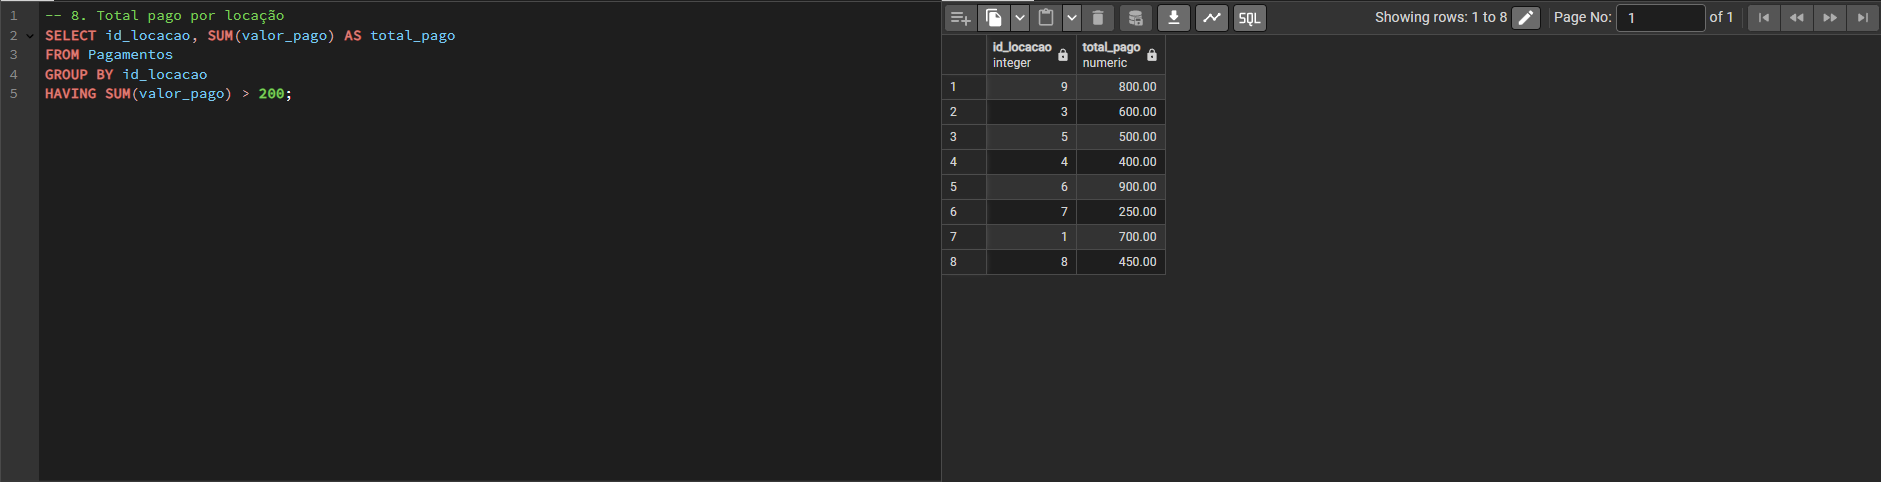 1 -- 8. Total pago por locação
2 SELECT id_locacao, SUM(valor_pago) AS total_pago
3 FROM Pagamentos
4 GROUP BY id_locacao
5 HAVING SUM(valor_pago) > 200;
SQL Showing rows: 1 to 8 Page No: 1 of 1
id_locacao total_pago
integer numeric
1 9 800.00
2 3 600.00
3 5 500.00
4 4 400.00
5 6 900.00
6 7 250.00
7 1 700.00
8 8 450.00